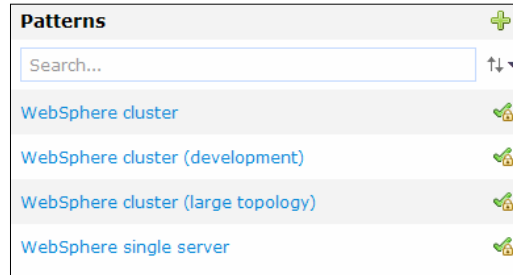 Patterns
Search...
WebSphere cluster
WebSphere cluster (development)
WebSphere cluster (large topology)
WebSphere single server